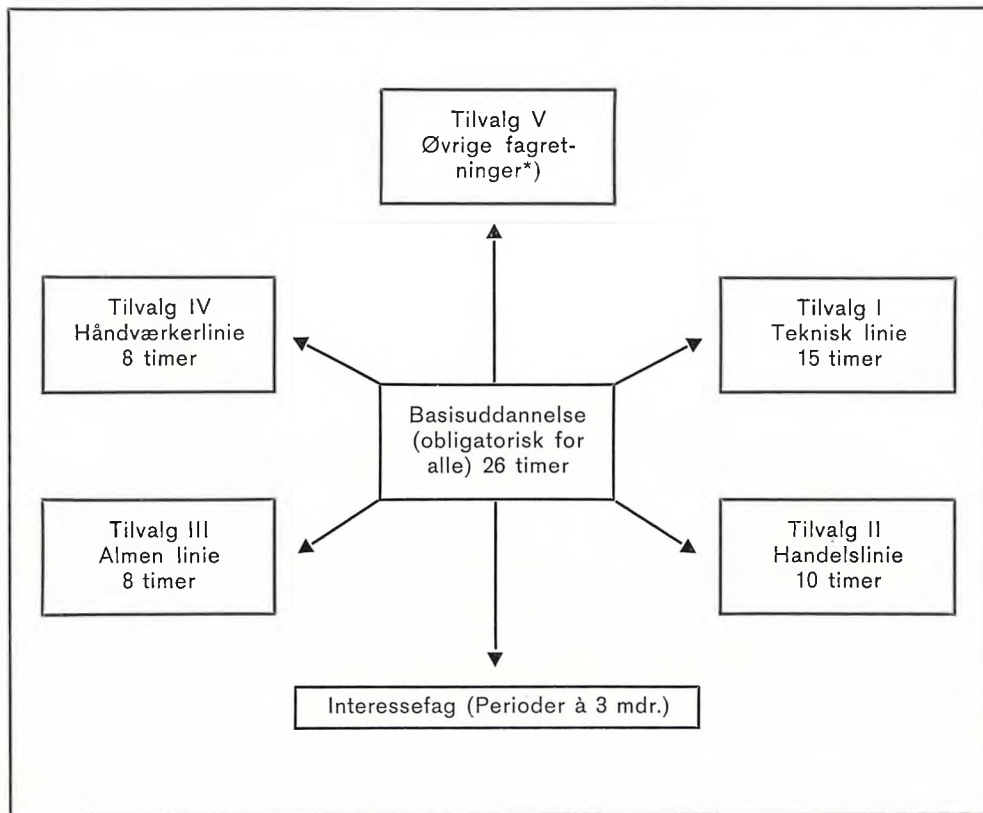 Tilvalg V
Øvrige fagret-
ninger*)
Tilvalg IV
Håndværkerlinie
8 timer
Tilvalg I
Teknisk linie
15 timer
Basisuddannelse
(obligatorisk for
alle) 26 timer
Tilvalg III
Almen linie
8 timer
Tilvalg II
Handelslinie
10 timer
Interessefag (Perioder à 3 mdr.)